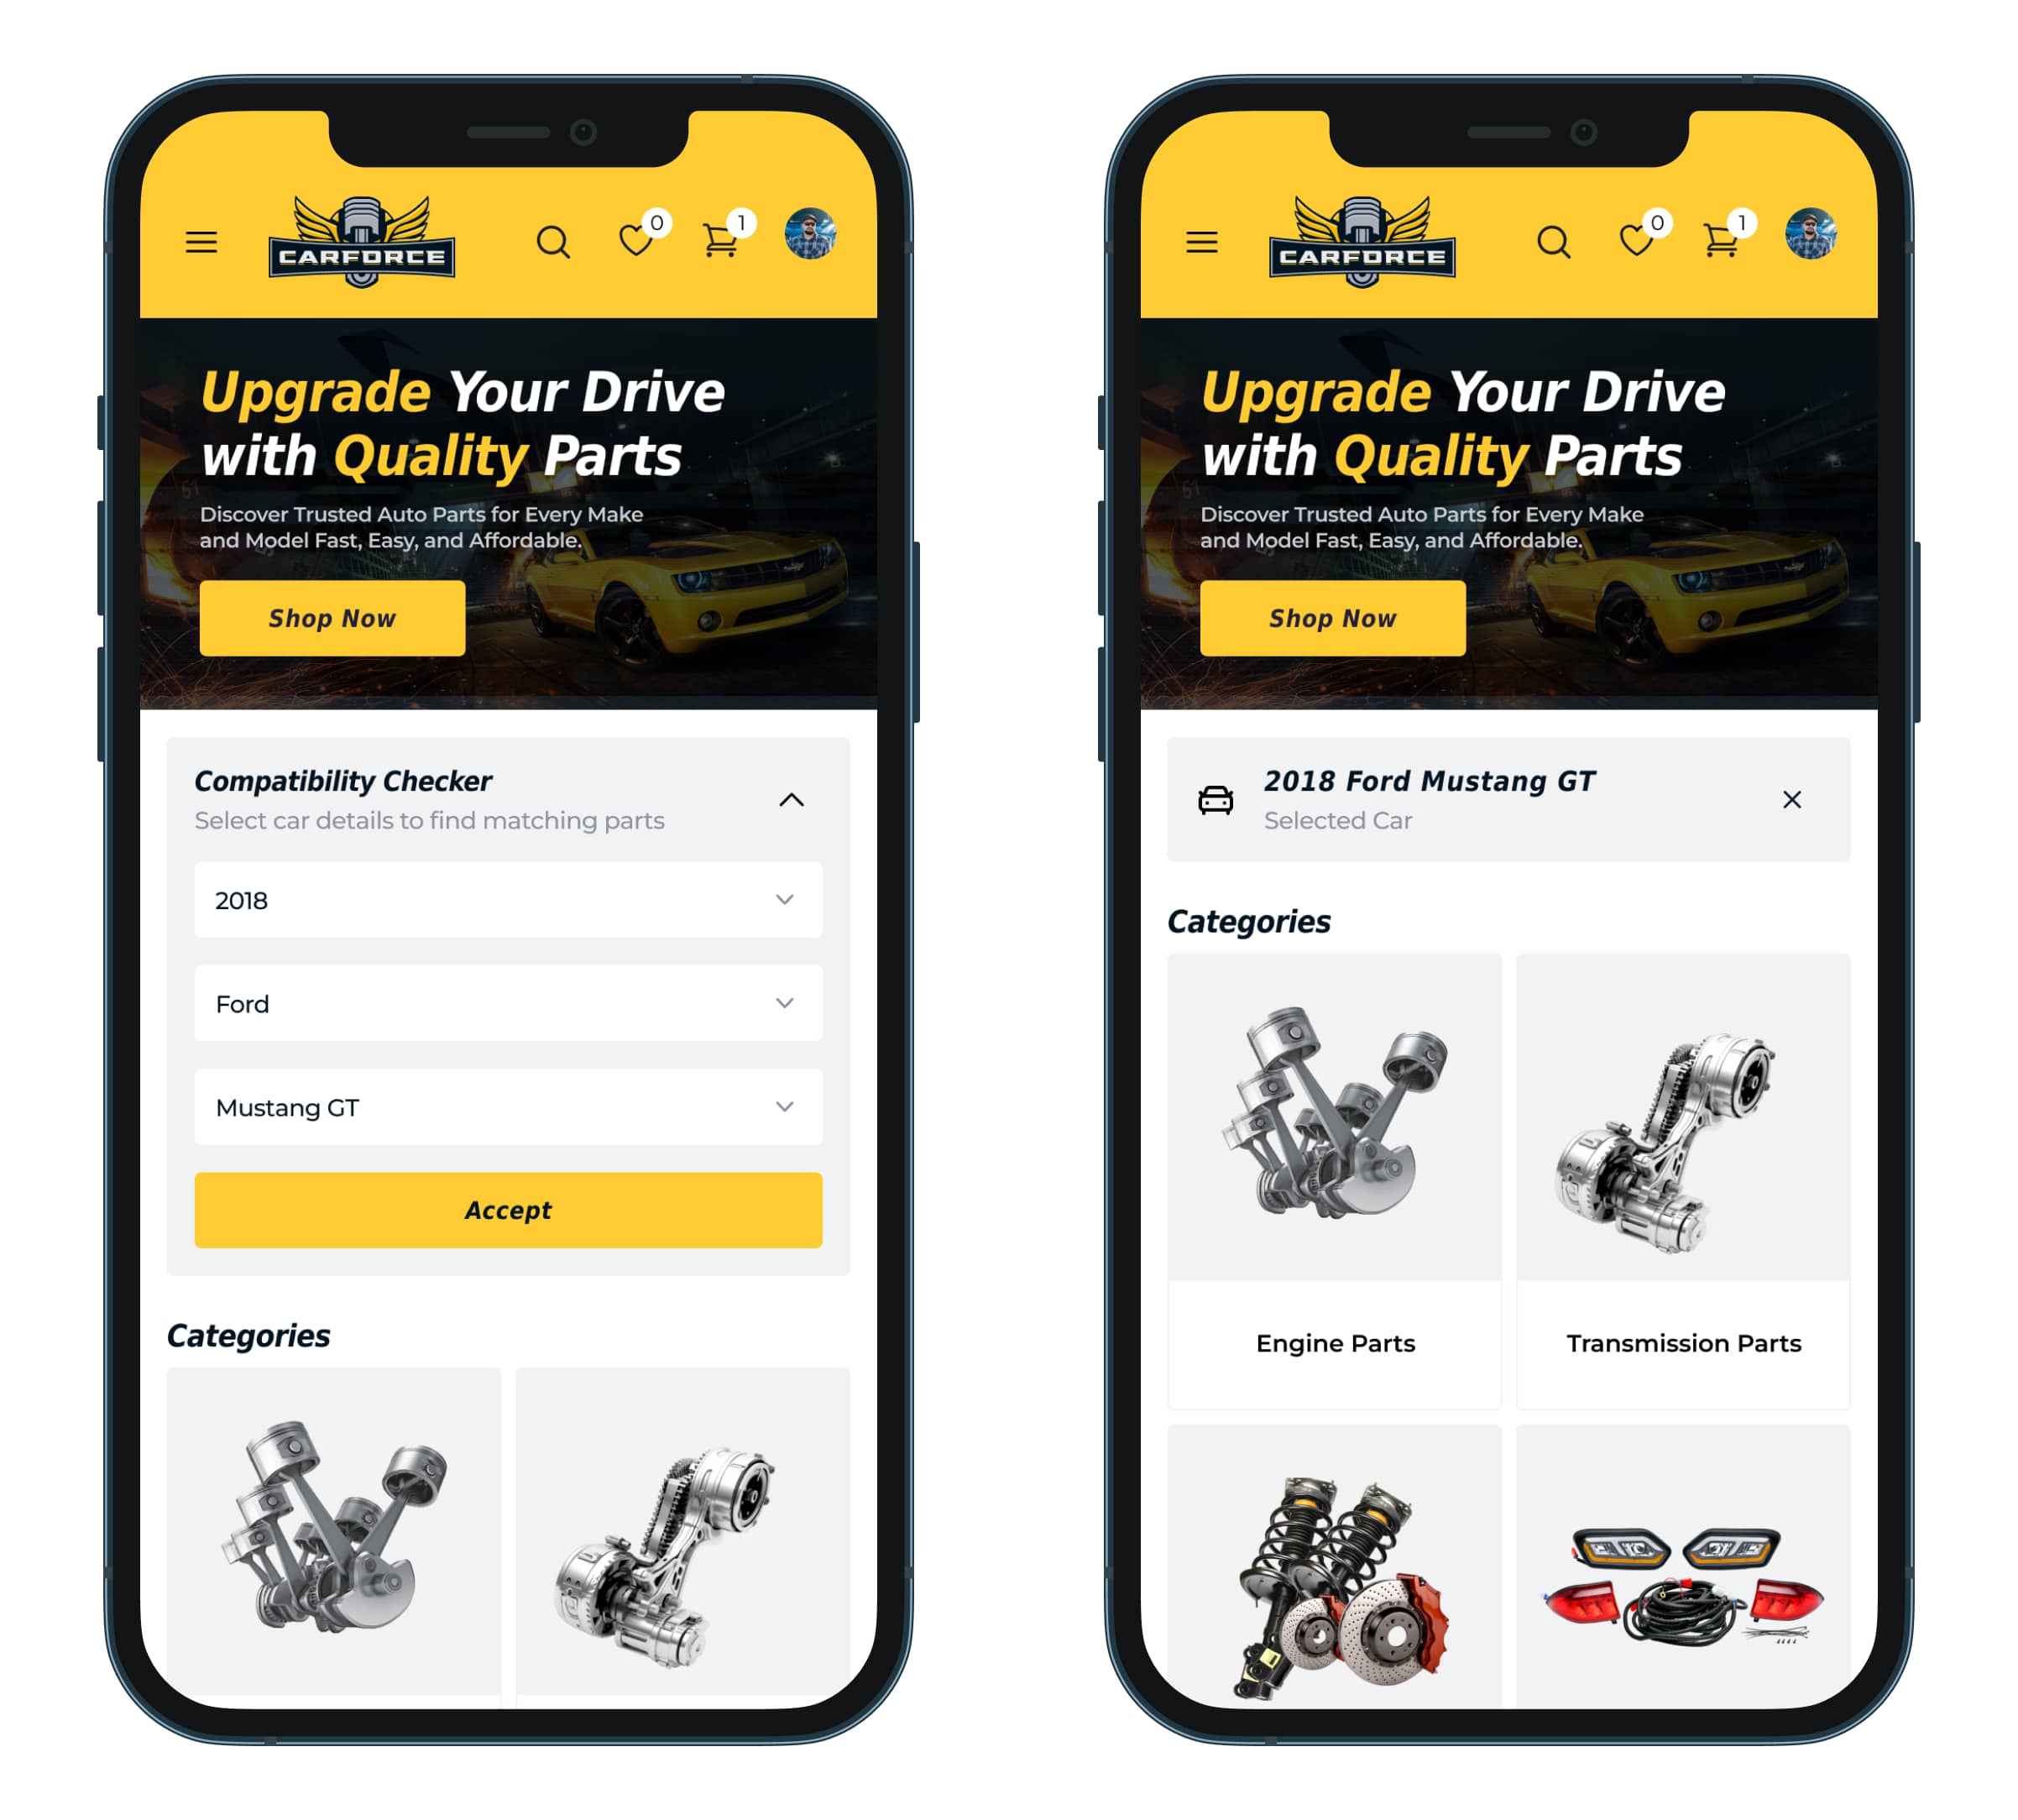 CARFORCE
0
1
Upgrade Your Drive
with Quality Parts
Discover Trusted Auto Parts for Every Make
and Model Fast, Easy, and Affordable.
Shop Now
Compatibility Checker
Select car details to find matching parts
2018
Ford
Mustang GT
Accept
Categories
CARFORCE
0
1
Upgrade Your Drive
with Quality Parts
Discover Trusted Auto Parts for Every Make
and Model Fast, Easy, and Affordable.
Shop Now
2018 Ford Mustang GT
Selected Car
Categories
Engine Parts
Transmission Parts